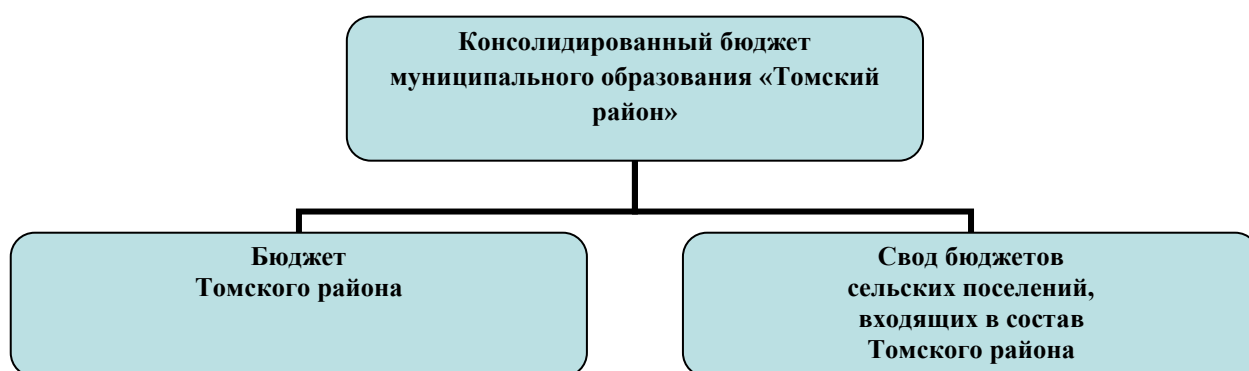 Консолидированный бюджет
муниципального образования «Томский
район»
Бюджет
Томского района
Свод бюджетов
сельских поселений,
входящих в состав
Томского района